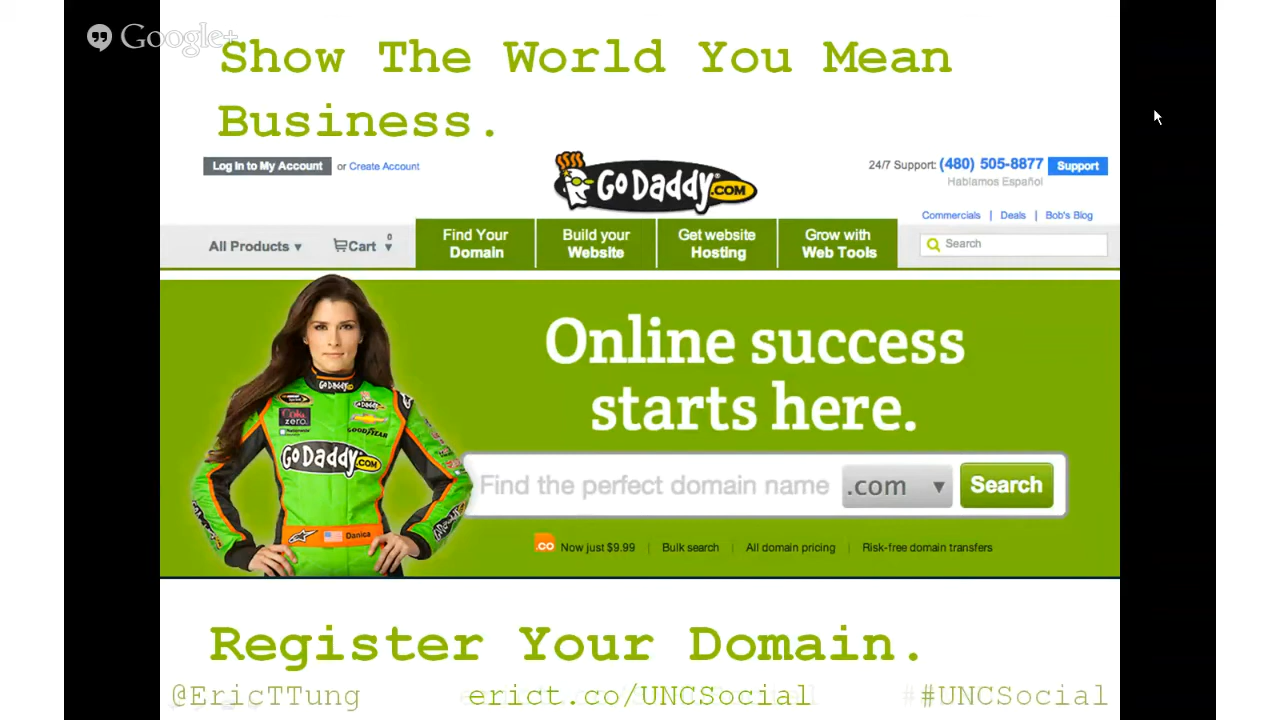 Google+
Show The World You Mean
Business.
Log In to My Account or Create Account
GoDaddy.COM
24/7 Support: (480) 505-8877 Support
Hablamos Español
Commercials | Deals | Bob's Blog
All Products ▾
0
Cart ▾
Find Your
Domain
Build your
Website
Get website
Hosting
Grow with
Web Tools
Search
Online success
starts here.
Find the perfect domain name .com ▾ Search
.co Now just $9.99 | Bulk search | All domain pricing | Risk-free domain transfers
GoDaddy
Coke
zero
GOODYEAR
GoDaddy.COM
Danica
Register Your Domain.
@EricTTung erict.co/UNCSocial #UNCSocial